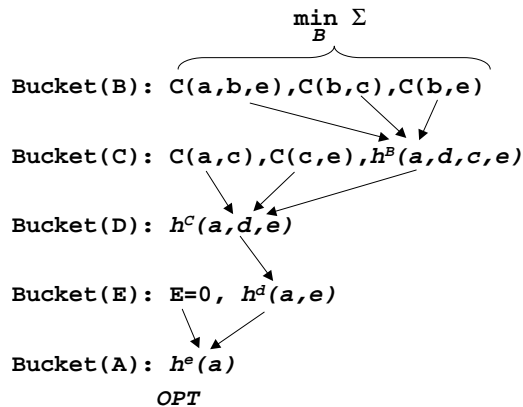 min Σ
B
Bucket(B): C(a,b,e),C(b,c),C(b,e)
Bucket(C): C(a,c),C(c,e),h^B(a,d,c,e)
Bucket(D): h^C(a,d,e)
Bucket(E): E=0, h^d(a,e)
Bucket(A): h^e(a)
OPT